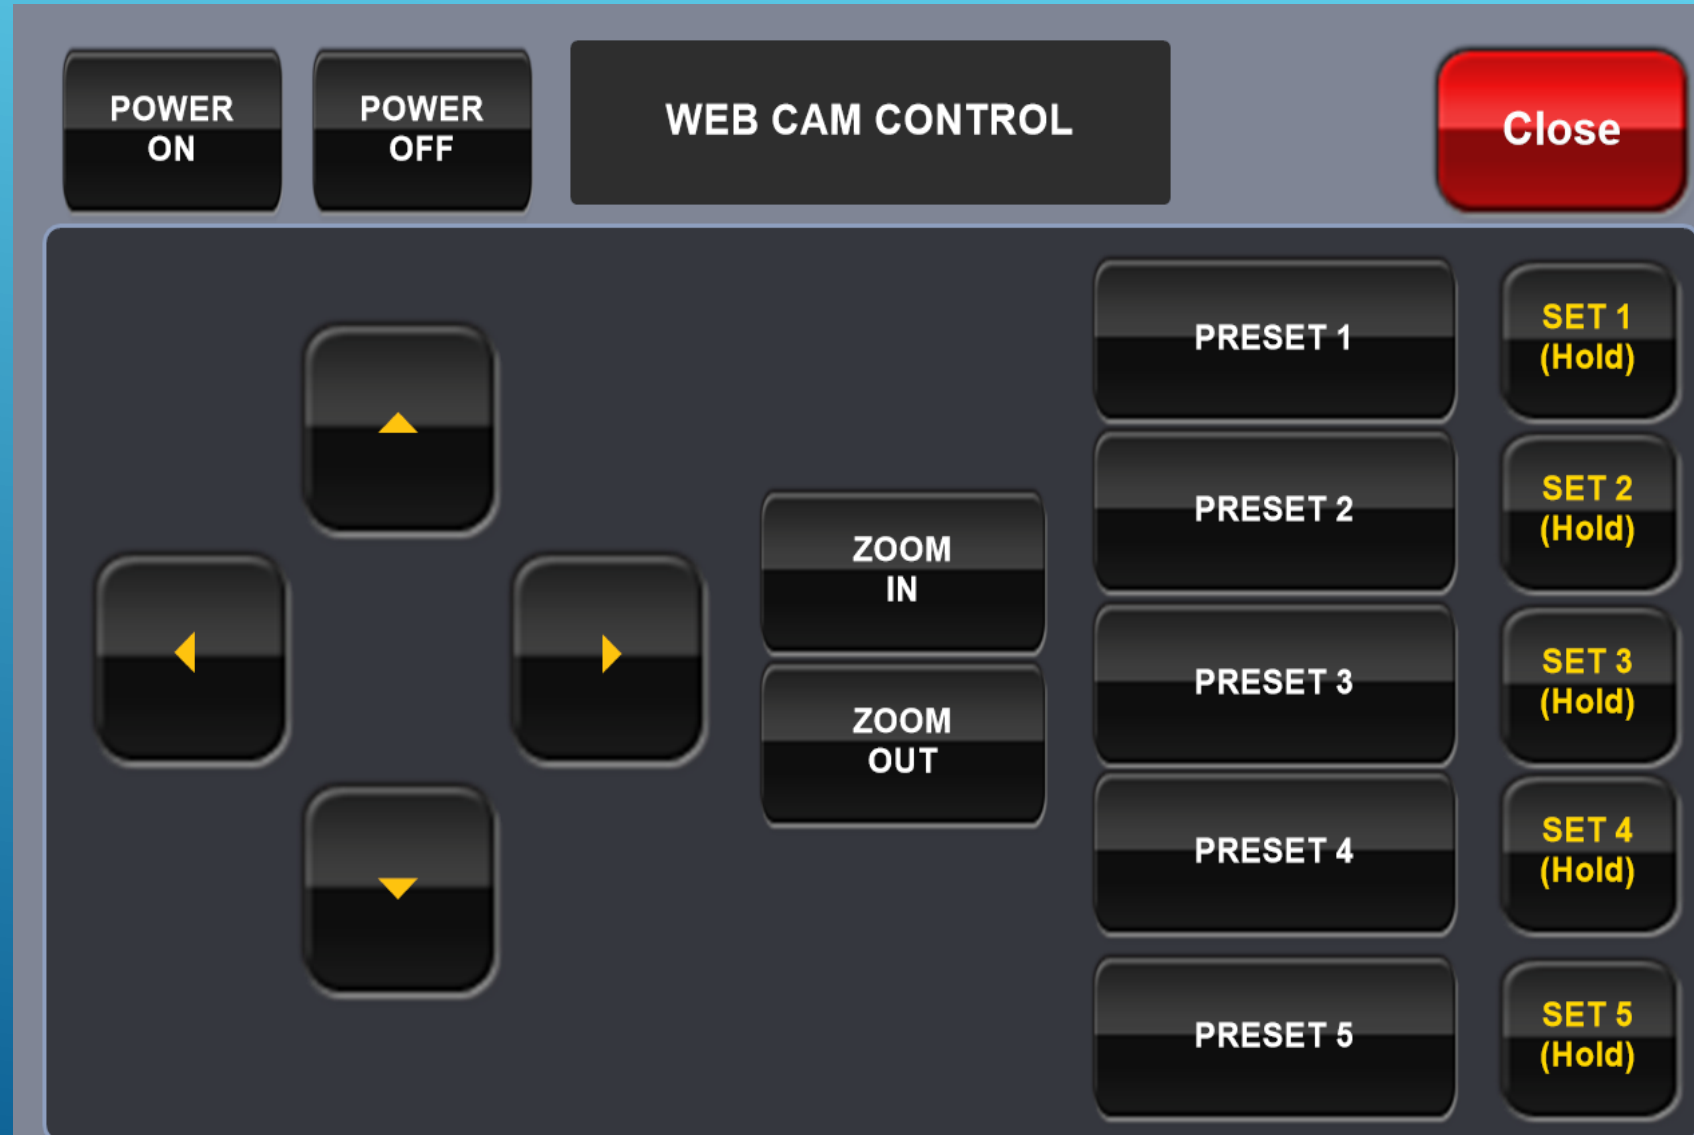 POWER
ON
POWER
OFF
WEB CAM CONTROL
Close
PRESET 1
SET 1
(Hold)
PRESET 2
SET 2
(Hold)
ZOOM
IN
PRESET 3
SET 3
(Hold)
ZOOM
OUT
PRESET 4
SET 4
(Hold)
PRESET 5
SET 5
(Hold)